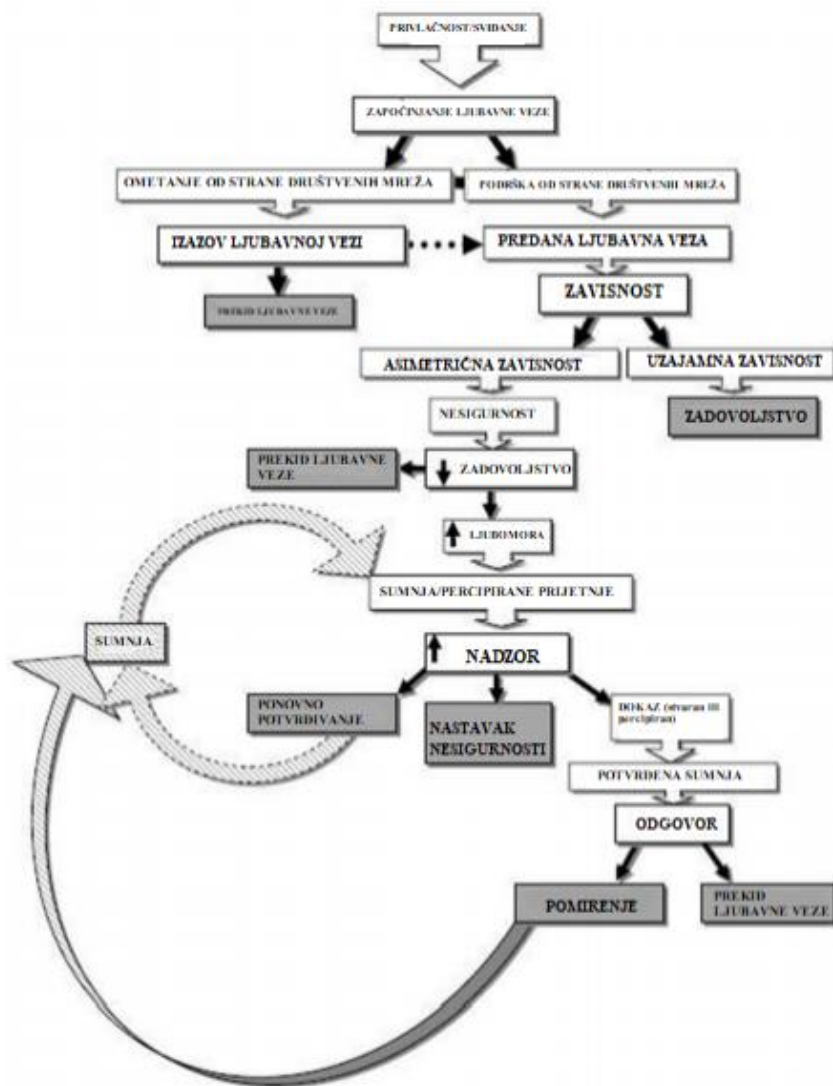 PRIVLAČNOST/SVIĐANJE
ZAPOČINJANJE LJUBAVNE VEZE
OMETANJE OD STRANE DRUŠTVENIH MREŽA
PODRŠKA OD STRANE DRUŠTVENIH MREŽA
IZAZOV LJUBAVNOJ VEZI
PREDANA LJUBAVNA VEZA
ZAVISNOST
PREKID LJUBAVNE VEZE
ASIMETRIČNA ZAVISNOST
UZAJAMNA ZAVISNOST
NESIGURNOST
ZADOVOLJSTVO
PREKID LJUBAVNE
VEZE
ZADOVOLJSTVO
LJUBOMORA
SUMNJA/PERCIPIRANE PRIJETNJE
SUMNJA
NADZOR
PONOVNO
POTVRĐIVANJE
NASTAVAK
NESIGURNOSTI
DOKAZ (stvaran ili
percipiran)
POTVRĐENA SUMNJA
ODGOVOR
POMIRENJE
PREKID
LJUBAVNE VEZE